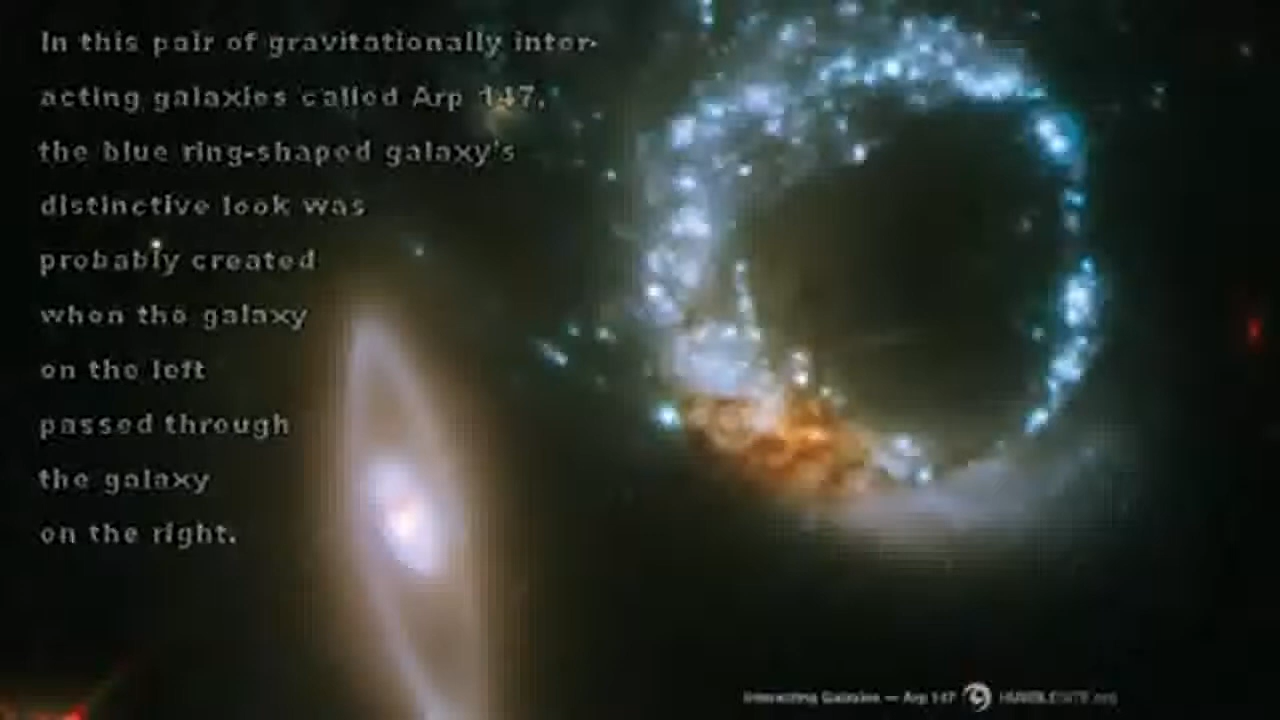 In this pair of gravitationally inter-
acting galaxies called Arp 147,
the blue ring-shaped galaxy's
distinctive look was
probably created
when the galaxy
on the left
passed through
the galaxy
on the right.
Interacting Galaxies — Arp 147 HUBBLESITE.org